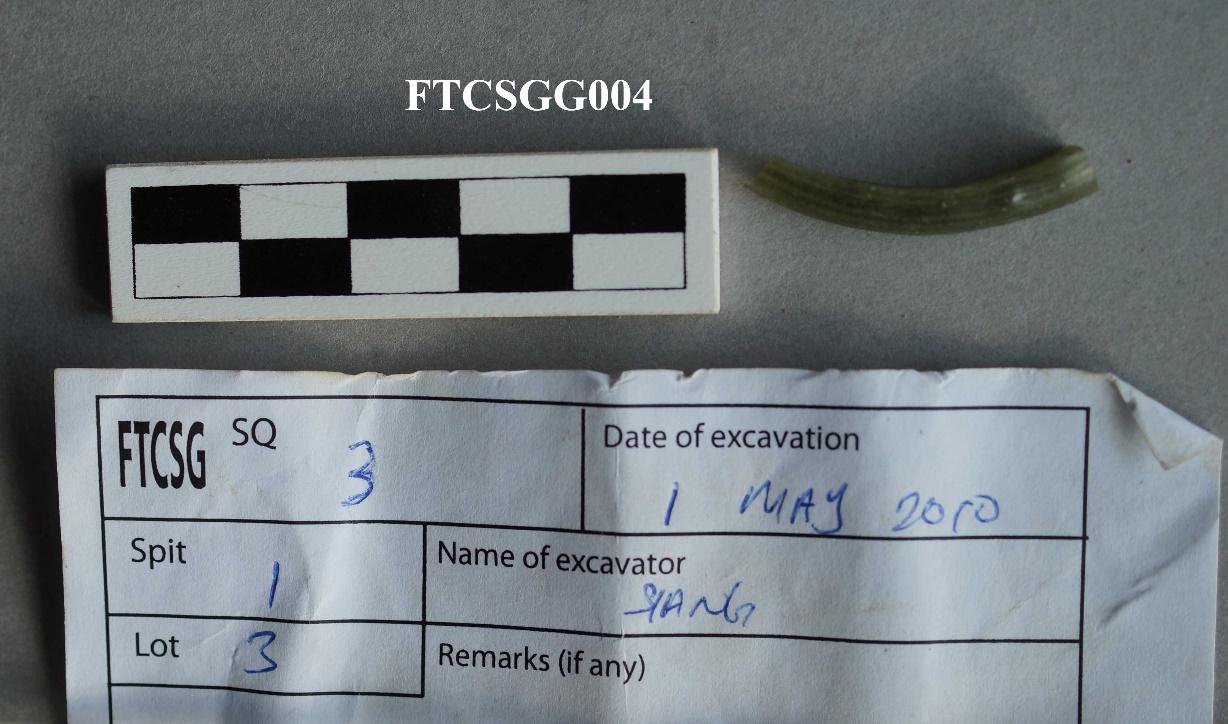 FTCSGG004
FTCSG SQ 3
Date of excavation
1 MAY 2010
Spit 1
Name of excavator
YANG
Lot 3
Remarks (if any)